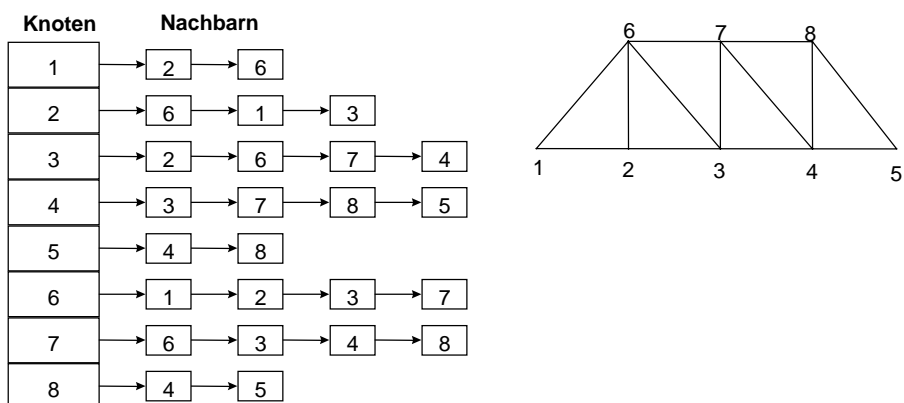 Knoten Nachbarn
1 2 6
2 6 1 3
3 2 6 7 4
4 3 7 8 5
5 4 8
6 1 2 3 7
7 6 3 4 8
8 4 5
6 7 8
1 2 3 4 5